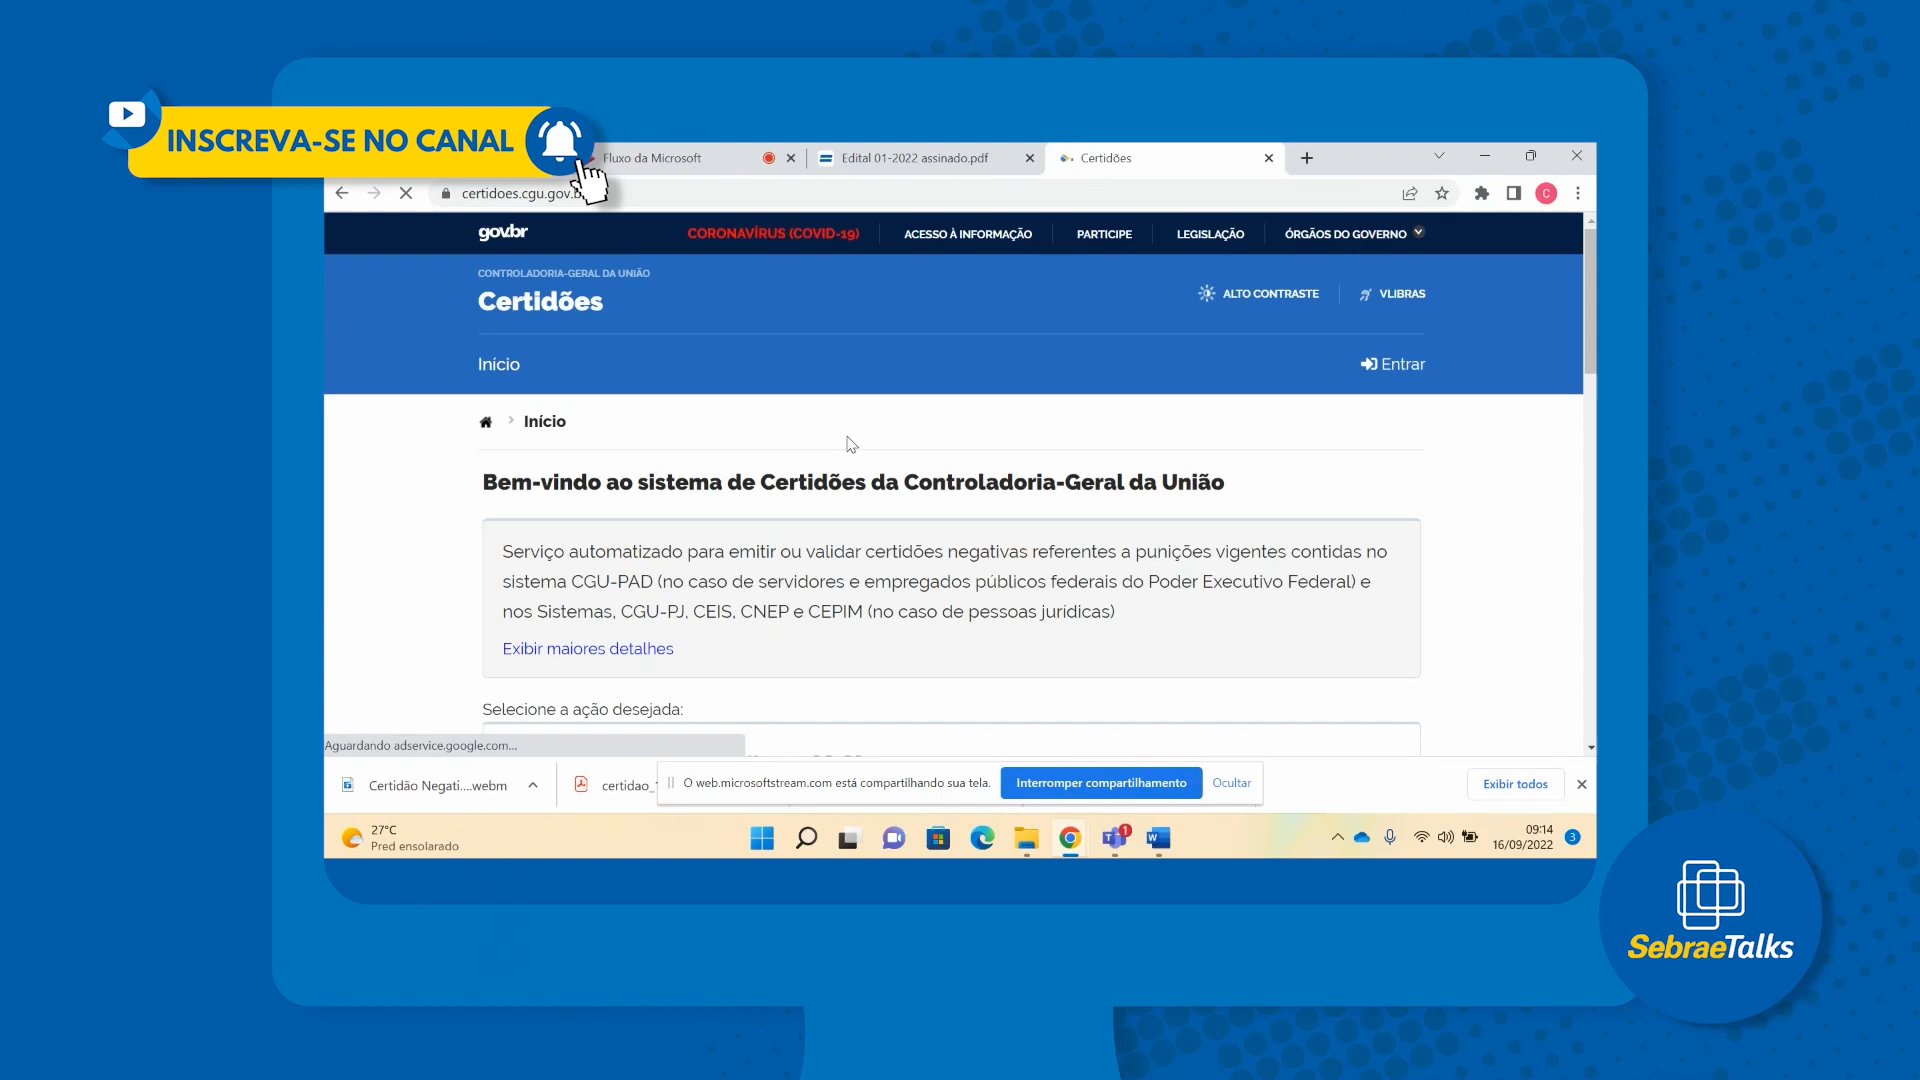 INSCREVA-SE NO CANAL
Fluxo da Microsoft
Edital 01-2022 assinado.pdf
Certidões
certidoes.cgu.gov.b
C
gov.br
CORONAVÍRUS (COVID-19)
ACESSO À INFORMAÇÃO
PARTICIPE
LEGISLAÇÃO
ÓRGÃOS DO GOVERNO
CONTROLADORIA-GERAL DA UNIÃO
Certidões
ALTO CONTRASTE
VLIBRAS
Início
Entrar
Início
Bem-vindo ao sistema de Certidões da Controladoria-Geral da União
Serviço automatizado para emitir ou validar certidões negativas referentes a punições vigentes contidas no
sistema CGU-PAD (no caso de servidores e empregados públicos federais do Poder Executivo Federal) e
nos Sistemas, CGU-PJ, CEIS, CNEP e CEPIM (no caso de pessoas jurídicas)
Exibir maiores detalhes
Selecione a ação desejada:
Aguardando adservice.google.com...
Certidão Negati....webm
certidao_
O web.microsoftstream.com está compartilhando sua tela.
Interromper compartilhamento
Ocultar
Exibir todos
27°C
Pred ensolarado
1
09:14
16/09/2022
3
SebraeTalks